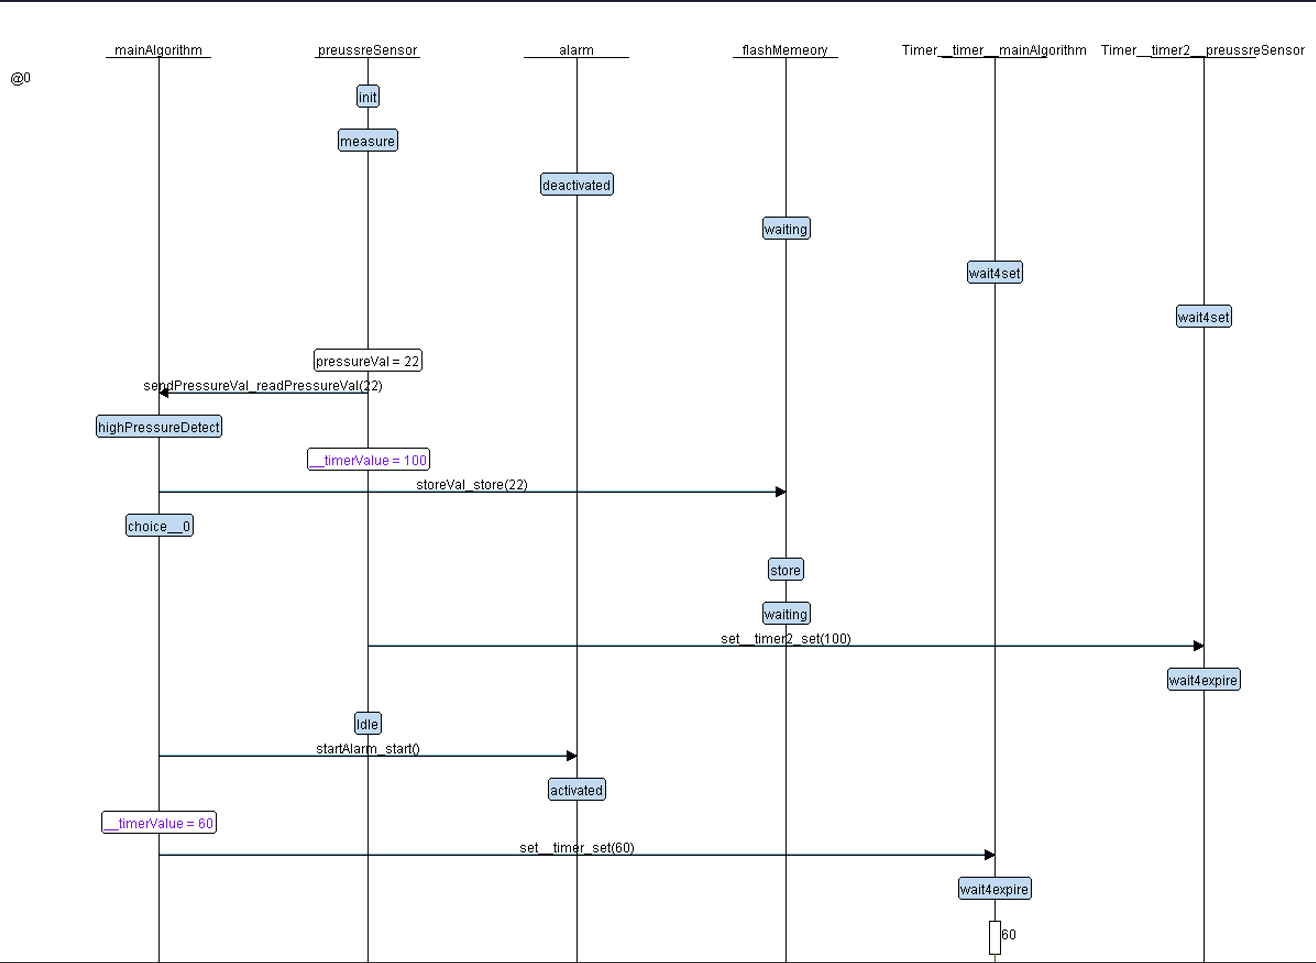 mainAlgorithm preussreSensor alarm flashMemeory Timer__timer__mainAlgorithm Timer__timer2__preussreSensor
@0
init
measure
deactivated
waiting
wait4set
wait4set
pressureVal = 22
sendPressureVal_readPressureVal(22)
highPressureDetect
__timerValue = 100
storeVal_store(22)
choice__0
store
waiting
set__timer2_set(100)
wait4expire
Idle
startAlarm_start()
activated
__timerValue = 60
set__timer_set(60)
wait4expire
60